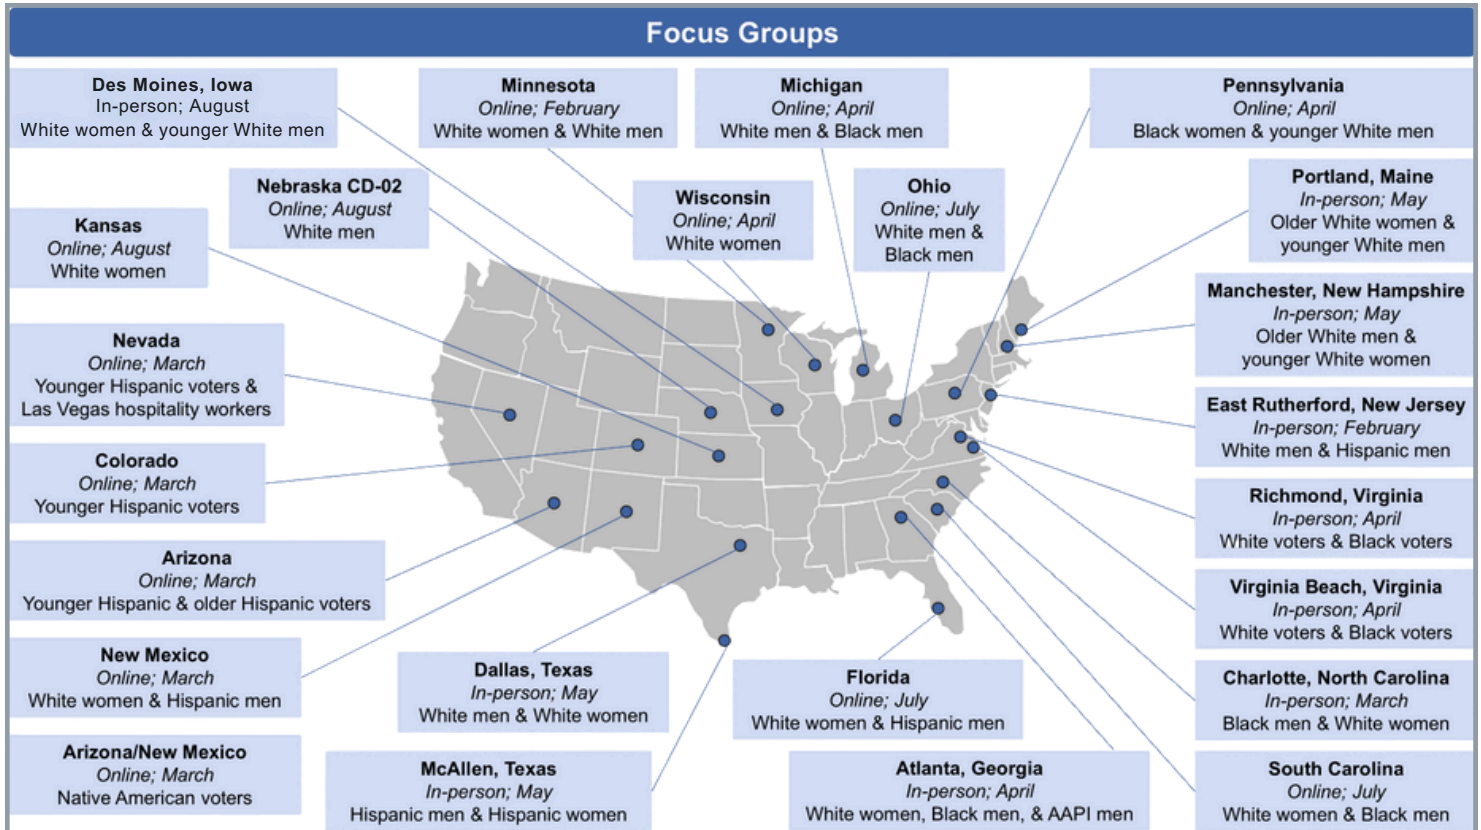 Focus Groups
Des Moines, Iowa
In-person; August
White women & younger White men
Minnesota
Online; February
White women & White men
Michigan
Online; April
White men & Black men
Pennsylvania
Online; April
Black women & younger White men
Nebraska CD-02
Online; August
White men
Wisconsin
Online; April
White women
Ohio
Online; July
White men &
Black men
Portland, Maine
In-person; May
Older White women &
younger White men
Kansas
Online; August
White women
Manchester, New Hampshire
In-person; May
Older White men &
younger White women
Nevada
Online; March
Younger Hispanic voters &
Las Vegas hospitality workers
East Rutherford, New Jersey
In-person; February
White men & Hispanic men
Colorado
Online; March
Younger Hispanic voters
Richmond, Virginia
In-person; April
White voters & Black voters
Arizona
Online; March
Younger Hispanic & older Hispanic voters
Virginia Beach, Virginia
In-person; April
White voters & Black voters
New Mexico
Online; March
White women & Hispanic men
Dallas, Texas
In-person; May
White men & White women
Florida
Online; July
White women & Hispanic men
Charlotte, North Carolina
In-person; March
Black men & White women
Arizona/New Mexico
Online; March
Native American voters
McAllen, Texas
In-person; May
Hispanic men & Hispanic women
Atlanta, Georgia
In-person; April
White women, Black men, & AAPI men
South Carolina
Online; July
White women & Black men